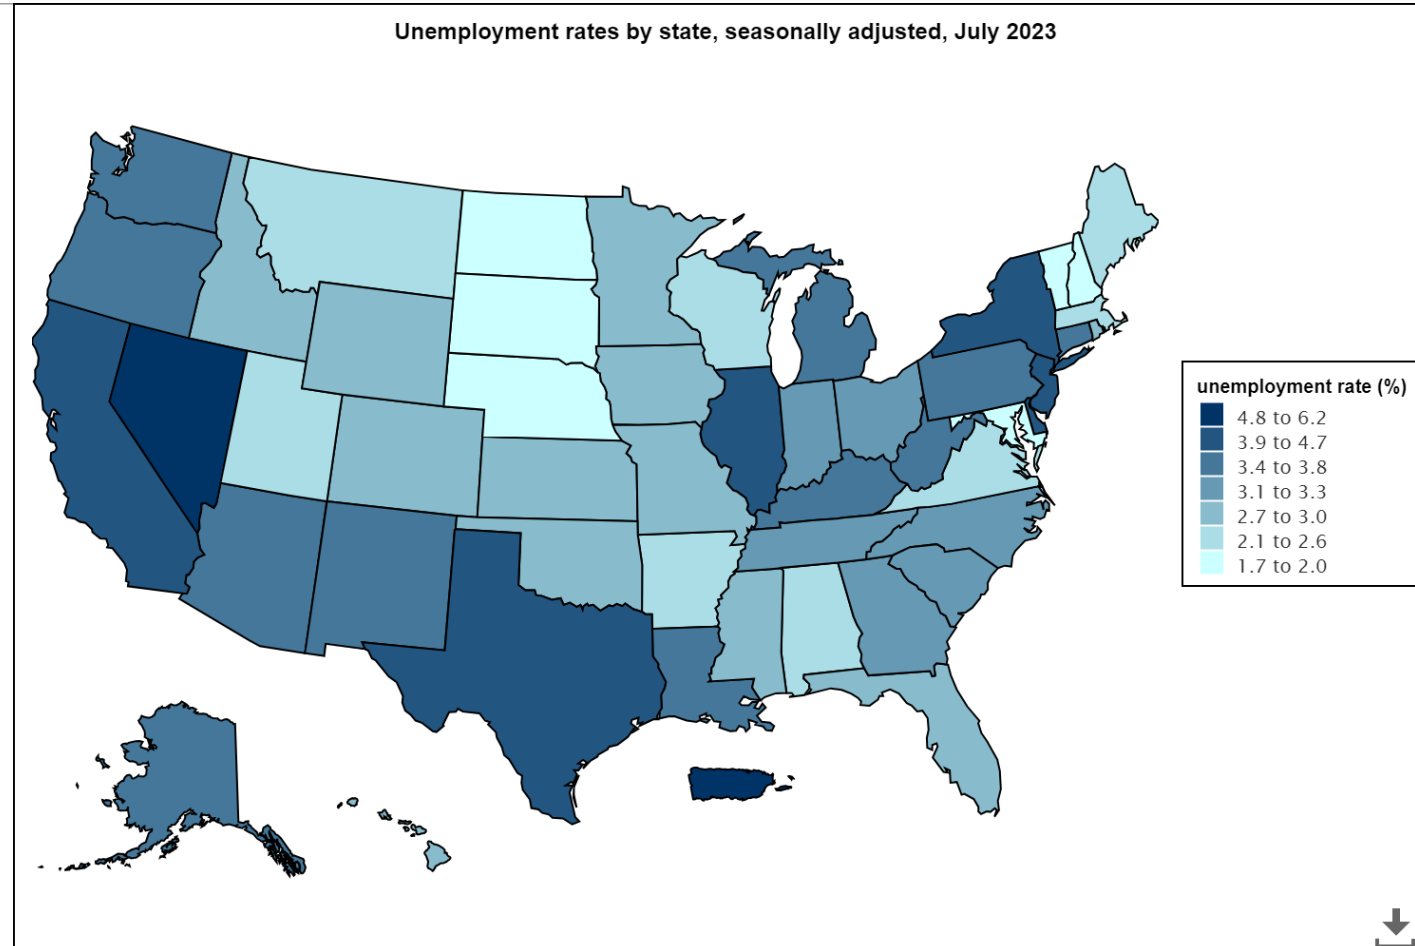 Unemployment rates by state, seasonally adjusted, July 2023
unemployment rate (%)
4.8 to 6.2
3.9 to 4.7
3.4 to 3.8
3.1 to 3.3
2.7 to 3.0
2.1 to 2.6
1.7 to 2.0